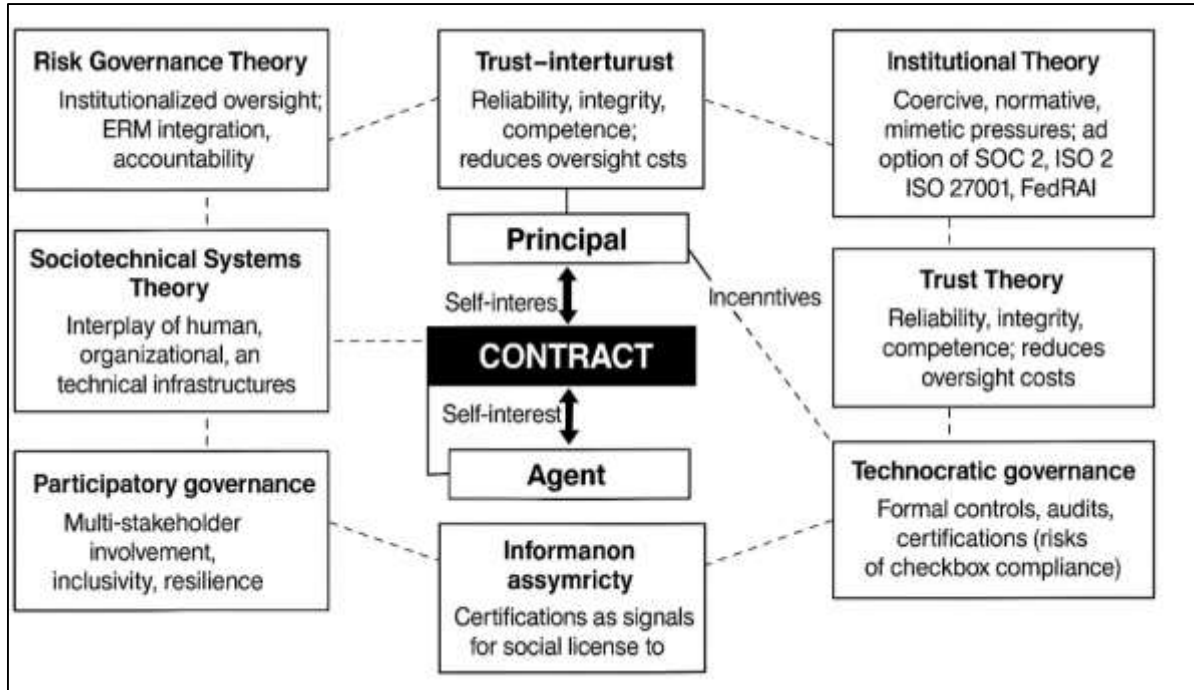 Risk Governance Theory
Institutionalized oversight;
ERM integration,
accountability
Trust–interturust
Reliability, integrity,
competence;
reduces oversight csts
Institutional Theory
Coercive, normative,
mimetic pressures; ad
option of SOC 2, ISO 2
ISO 27001, FedRAI
Sociotechnical Systems
Theory
Interplay of human,
organizational, an
technical infrastructures
Principal
Self-interes
Incenntives
CONTRACT
Self-interest
Agent
Trust Theory
Reliability, integrity,
competence; reduces
oversight costs
Participatory governance
Multi-stakeholder
involvement,
inclusivity, resilience
Informanon
assymricty
Certifications as signals
for social license to
Technocratic governance
Formal controls, audits,
certifications (risks
of checkbox compliance)